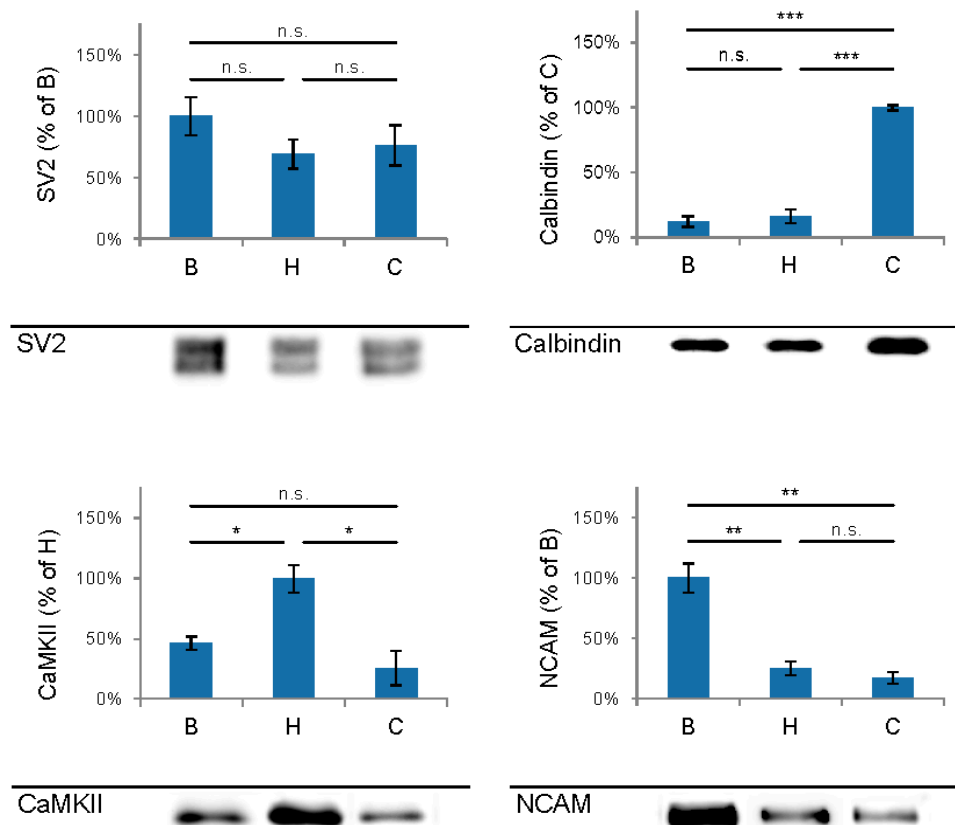 n.s.
n.s.
n.s.
150%
100%
50%
0%
SV2 (% of B)
B H C
SV2
***
n.s.
***
150%
100%
50%
0%
Calbindin (% of C)
B H C
Calbindin
n.s.
*
*
150%
100%
50%
0%
CaMKII (% of H)
B H C
CaMKII
**
**
n.s.
150%
100%
50%
0%
NCAM (% of B)
B H C
NCAM